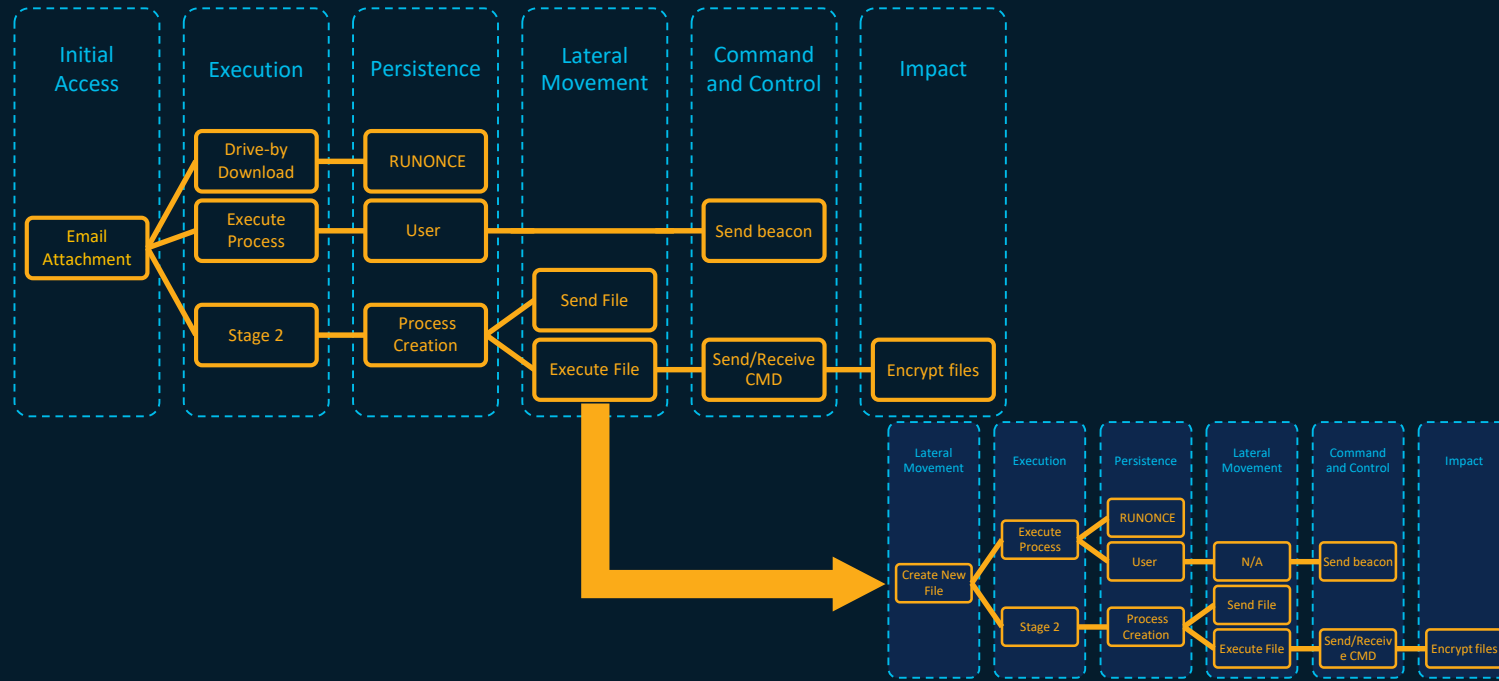 Initial
Access
Execution
Persistence
Lateral
Movement
Command
and Control
Impact
Drive-by
Download
RUNONCE
Email
Attachment
Execute
Process
User
Send beacon
Send File
Stage 2
Process
Creation
Execute File
Send/Receive
CMD
Encrypt files
Lateral
Movement
Execution
Persistence
Lateral
Movement
Command
and Control
Impact
RUNONCE
Execute
Process
User
N/A
Send beacon
Create New
File
Send File
Stage 2
Process
Creation
Execute File
Send/Receiv
e CMD
Encrypt files